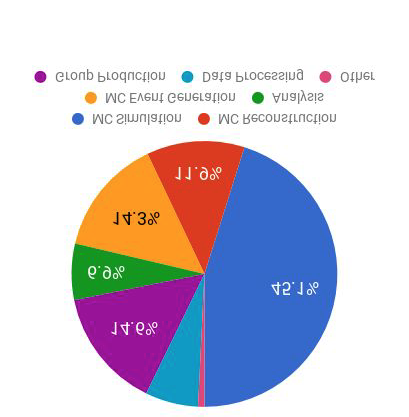 Group Production Data Processing Other
MC Event Generation Analysis
MC Simulation MC Reconstruction
11.9%
14.3%
6.9%
45.1%
14.6%